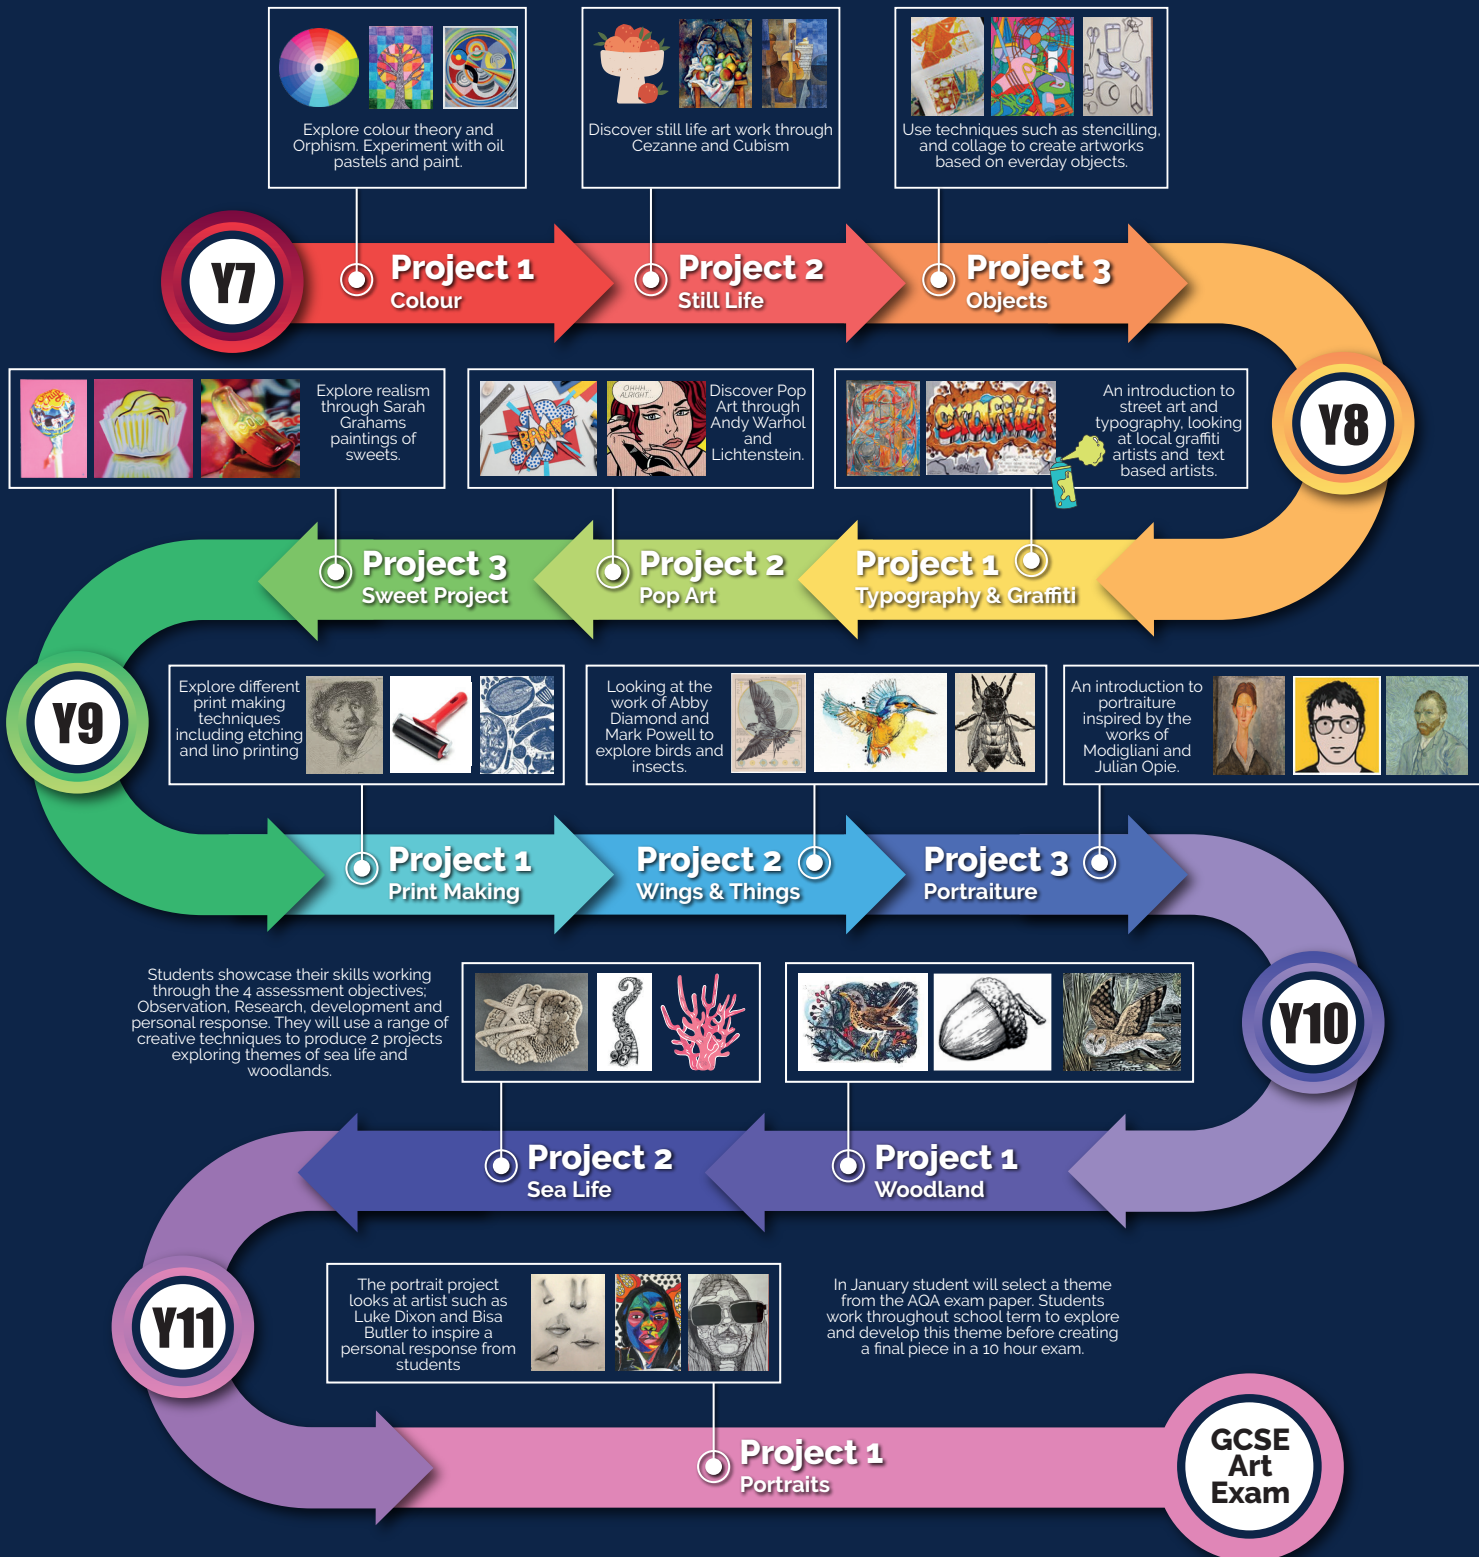 Explore colour theory and
Orphism. Experiment with oil
pastels and paint.
Discover still life art work through
Cezanne and Cubism
Use techniques such as stencilling,
and collage to create artworks
based on everday objects.
Y7
Project 1
Colour
Project 2
Still Life
Project 3
Objects
Y8
An introduction to
street art and
typography, looking
at local graffiti
artists and text
based artists.
Discover Pop
Art through
Andy Warhol
and
Lichtenstein.
BAM!
OHHH...
ALRIGHT...
Explore realism
through Sarah
Grahams
paintings of
sweets.
Project 1
Typography & Graffiti
Project 2
Pop Art
Project 3
Sweet Project
Y9
Explore different
print making
techniques
including etching
and lino printing
Looking at the
work of Abby
Diamond and
Mark Powell to
explore birds and
insects.
An introduction to
portraiture
inspired by the
works of
Modigliani and
Julian Opie.
Project 1
Print Making
Project 2
Wings & Things
Project 3
Portraiture
Y10
Students showcase their skills working
through the 4 assessment objectives;
Observation, Research, development and
personal response. They will use a range of
creative techniques to produce 2 projects
exploring themes of sea life and
woodlands.
Project 1
Woodland
Project 2
Sea Life
Y11
The portrait project
looks at artist such as
Luke Dixon and Bisa
Butler to inspire a
personal response from
students
In January student will select a theme
from the AQA exam paper. Students
work throughout school term to explore
and develop this theme before creating
a final piece in a 10 hour exam.
Project 1
Portraits
GCSE
Art
Exam